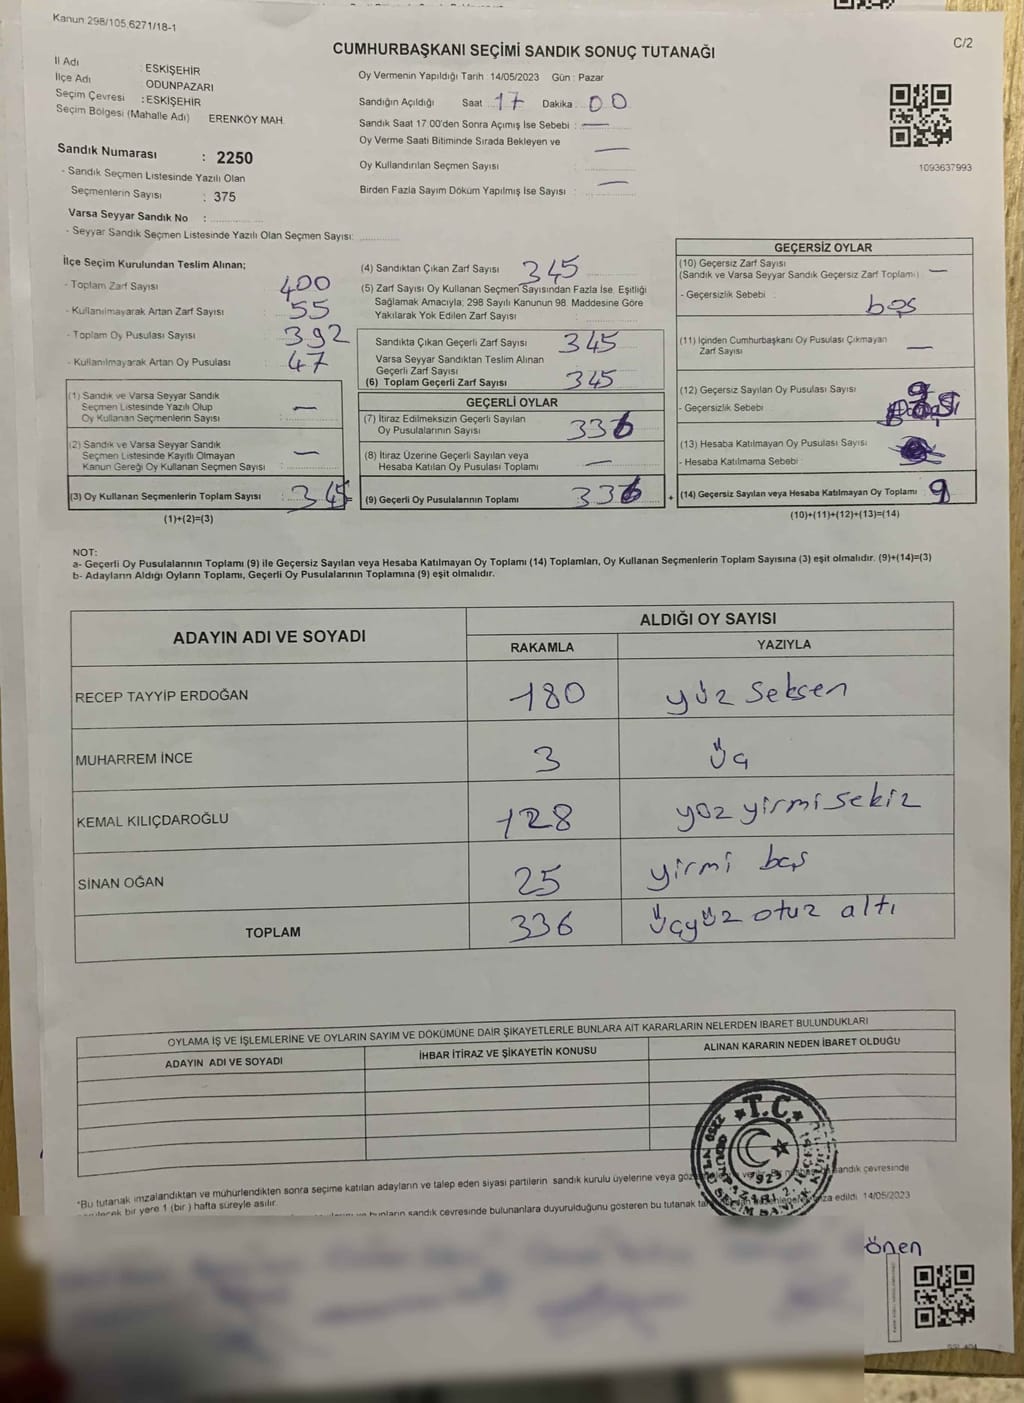 Kanun 298/105,6271/18-1
C/2
CUMHURBAŞKANI SEÇİMİ SANDIK SONUÇ TUTANAĞI
İl Adı : ESKİŞEHİR
İlçe Adı : ODUNPAZARI
Seçim Çevresi : ESKİŞEHİR
Seçim Bölgesi (Mahalle Adı) ERENKÖY MAH.
Sandık Numarası : 2250
- Sandık Seçmen Listesinde Yazılı Olan
Seçmenlerin Sayısı : 375
Varsa Seyyar Sandık No :
- Seyyar Sandık Seçmen Listesinde Yazılı Olan Seçmen Sayısı:
Oy Vermenin Yapıldığı Tarih : 14/05/2023 Gün : Pazar
Sandığın Açıldığı Saat 17 Dakika 00
Sandık Saat 17.00'den Sonra Açımış İse Sebebi : —
Oy Verme Saati Bitiminde Sırada Bekleyen ve
Oy Kullandırılan Seçmen Sayısı : —
Birden Fazla Sayım Döküm Yapılmış İse Sayısı : —
1093637993
İlçe Seçim Kurulundan Teslim Alınan;
- Toplam Zarf Sayısı : 400
- Kullanılmayarak Artan Zarf Sayısı : 55
- Toplam Oy Pusulası Sayısı : 392
- Kullanılmayarak Artan Oy Pusulası : 47
(1) Sandık ve Varsa Seyyar Sandık
Seçmen Listesinde Yazılı Olup
Oy Kullanan Seçmenlerin Sayısı : —
(2) Sandık ve Varsa Seyyar Sandık
Seçmen Listesinde Kayıtlı Olmayan
Kanun Gereği Oy Kullanan Seçmen Sayısı : —
(3) Oy Kullanan Seçmenlerin Toplam Sayısı : 345
(1)+(2)=(3)
(4) Sandıktan Çıkan Zarf Sayısı 345
(5) Zarf Sayısı Oy Kullanan Seçmen Sayısından Fazla İse, Eşitliği
Sağlamak Amacıyla; 298 Sayılı Kanunun 98. Maddesine Göre
Yakılarak Yok Edilen Zarf Sayısı :
Sandıkta Çıkan Geçerli Zarf Sayısı 345
Varsa Seyyar Sandıktan Teslim Alınan
Geçerli Zarf Sayısı
(6) Toplam Geçerli Zarf Sayısı 345
GEÇERLİ OYLAR
(7) İtiraz Edilmeksizin Geçerli Sayılan
Oy Pusulalarının Sayısı 336
(8) İtiraz Üzerine Geçerli Sayılan veya
Hesaba Katılan Oy Pusulası Toplamı —
(9) Geçerli Oy Pusulalarının Toplamı 336
GEÇERSİZ OYLAR
(10) Geçersiz Zarf Sayısı
(Sandık ve Varsa Seyyar Sandık Geçersiz Zarf Toplamı) —
- Geçersizlik Sebebi : boş
(11) İçinden Cumhurbaşkanı Oy Pusulası Çıkmayan
Zarf Sayısı —
(12) Geçersiz Sayılan Oy Pusulası Sayısı : 9
- Geçersizlik Sebebi
(13) Hesaba Katılmayan Oy Pusulası Sayısı
- Hesaba Katılmama Sebebi :
+ (14) Geçersiz Sayılan veya Hesaba Katılmayan Oy Toplamı : 9
(10)+(11)+(12)+(13)=(14)
NOT:
a- Geçerli Oy Pusulalarının Toplamı (9) ile Geçersiz Sayılan veya Hesaba Katılmayan Oy Toplamı (14) Toplamları, Oy Kullanan Seçmenlerin Toplam Sayısına (3) eşit olmalıdır. (9)+(14)=(3)
b- Adayların Aldığı Oyların Toplamı, Geçerli Oy Pusulalarının Toplamına (9) eşit olmalıdır.
ADAYIN ADI VE SOYADI
ALDIĞI OY SAYISI
RAKAMLA YAZIYLA
RECEP TAYYİP ERDOĞAN 180 yüz seksen
MUHARREM İNCE 3 üç
KEMAL KILIÇDAROĞLU 128 yüz yirmi sekiz
SİNAN OĞAN 25 yirmi beş
TOPLAM 336 üçyüz otuz altı
OYLAMA İŞ VE İŞLEMLERİNE VE OYLARIN SAYIM VE DÖKÜMÜNE DAİR ŞİKAYETLERLE BUNLARA AİT KARARLARIN NELERDEN İBARET BULUNDUKLARI
ADAYIN ADI VE SOYADI İHBAR İTİRAZ VE ŞİKAYETİN KONUSU ALINAN KARARIN NEDEN İBARET OLDUĞU
T.C.
1923
*Bu tutanak imzalandıktan ve mühürlendikten sonra seçime katılan adayların ve talep eden siyasi partilerin sandık kurulu üyelerine veya sandık çevresinde
bir yere 1 (bir) hafta süreyle asılır.
bunların sandık çevresinde bulunanlara duyurulduğunu gösteren bu tutanak imza edildi. 14/05/2023
önen